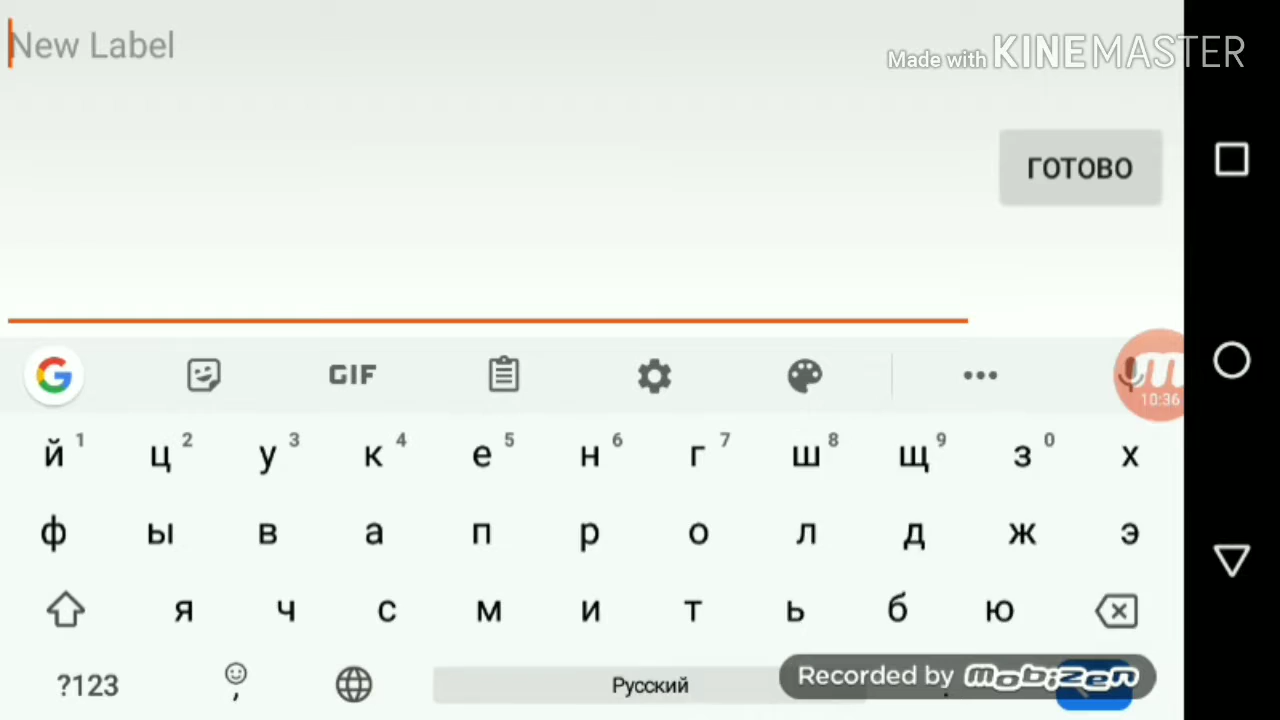 New Label
Made with KINEMASTER
ГОТОВО
G GIF
10:36
й 1 ц 2 у 3 к 4 е 5 н 6 г 7 ш 8 щ 9 з 0 х
ф ы в а п р о л д ж э
я ч с м и т ь б ю
?123 , Русский .
Recorded by mobizen